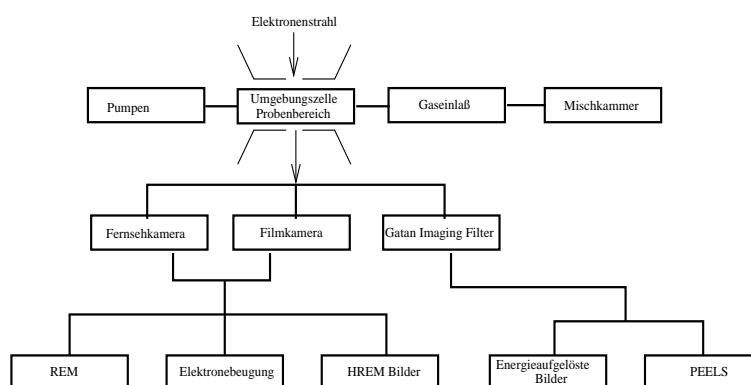 Elektronenstrahl
Pumpen
Umgebungszelle
Probenbereich
Gaseinlaß
Mischkammer
Fernsehkamera
Filmkamera
Gatan Imaging Filter
REM
Elektronebeugung
HREM Bilder
Energieaufgelöste
Bilder
PEELS